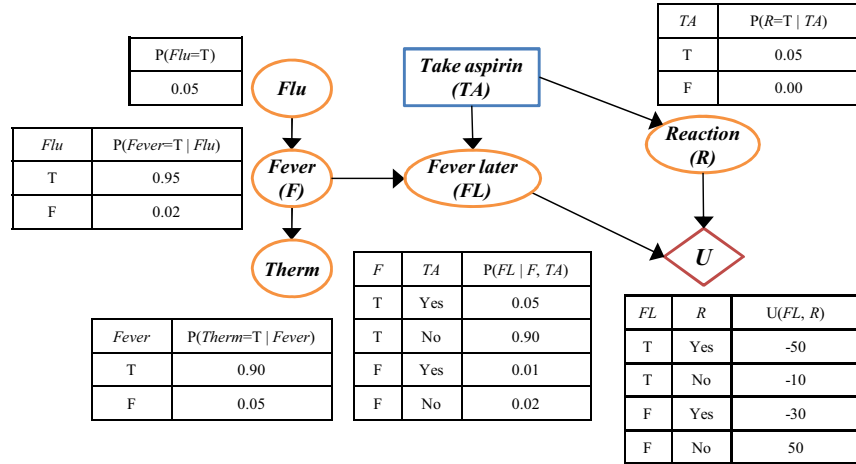 P(Flu=T)
0.05
Flu
Take aspirin
(TA)
TA P(R=T | TA)
T 0.05
F 0.00
Flu P(Fever=T | Flu)
T 0.95
F 0.02
Fever
(F)
Fever later
(FL)
Reaction
(R)
Therm
U
Fever P(Therm=T | Fever)
T 0.90
F 0.05
F TA P(FL | F, TA)
T Yes 0.05
T No 0.90
F Yes 0.01
F No 0.02
FL R U(FL, R)
T Yes -50
T No -10
F Yes -30
F No 50